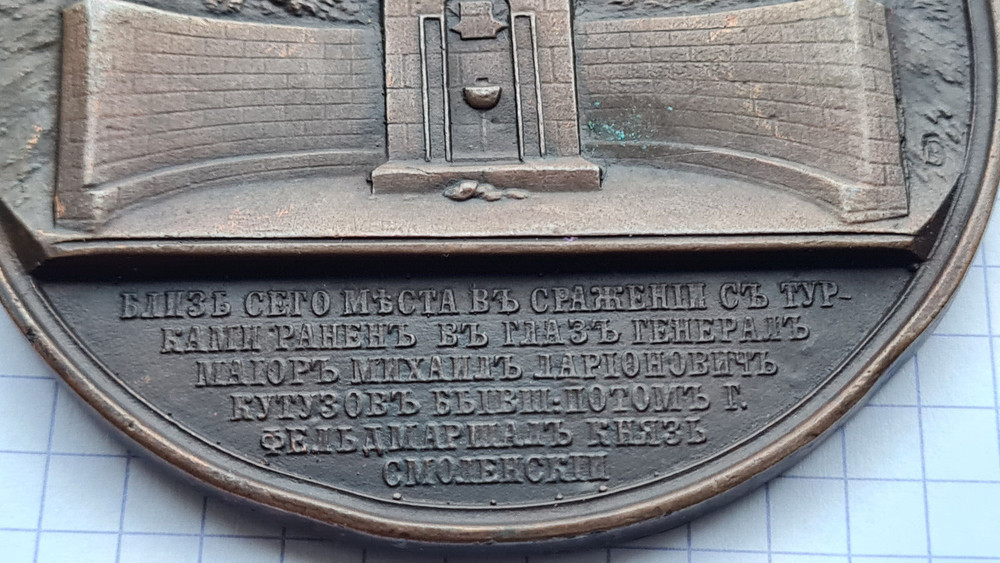 БЛИЗЬ СЕГО МѢСТА ВЪ СРАЖЕНІИ СЪ ТУР-
КАМИ РАНЕНЪ ВЪ ГЛАЗЪ ГЕНЕРАЛЪ
МАІОРЪ МИХАИЛЪ ЛАРІОНОВИЧЪ
КУТУЗОВЪ БЫВШ: ПОТОМЪ Г.
ФЕЛЬДМАРШАЛЪ КНЯЗЬ
СМОЛЕНСКІЙ